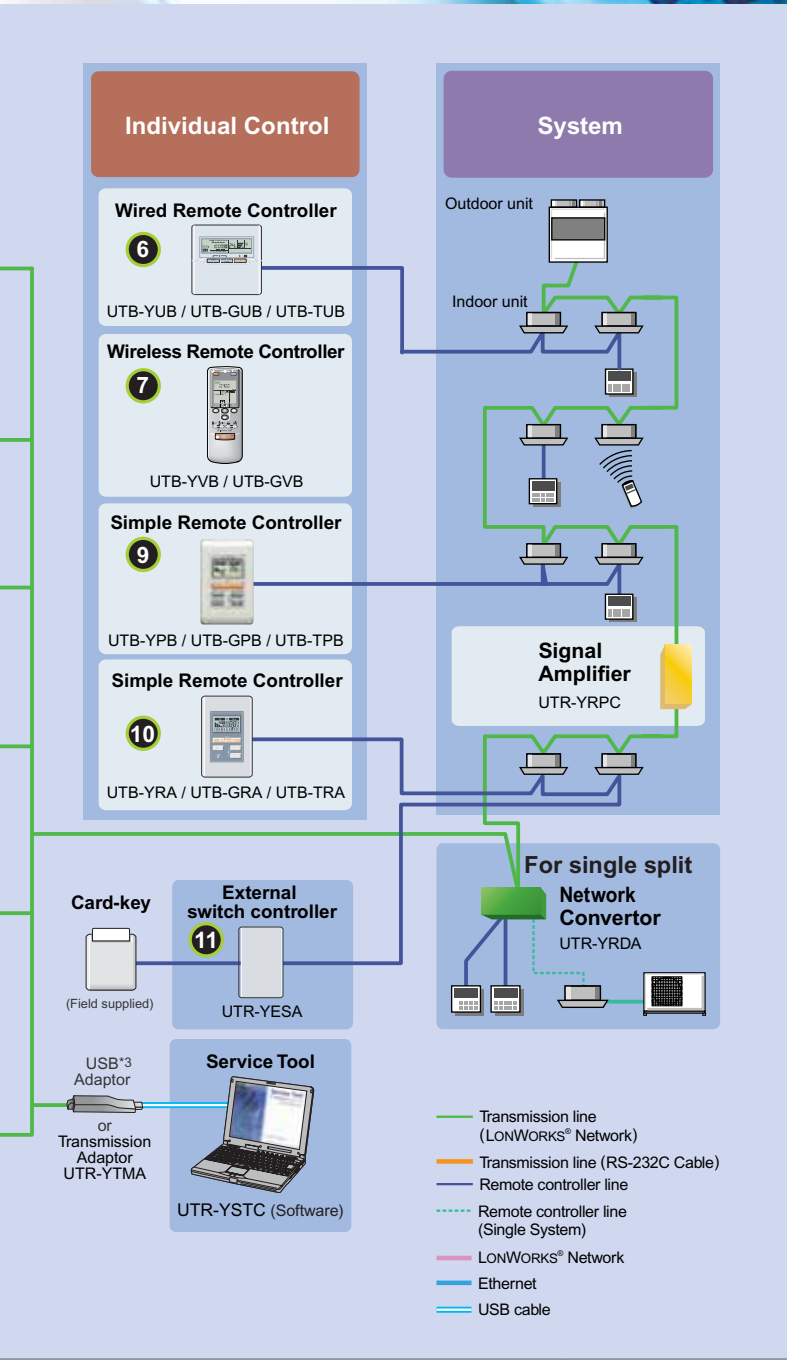 Individual Control
Wired Remote Controller
6
UTB-YUB / UTB-GUB / UTB-TUB
Wireless Remote Controller
7
UTB-YVB / UTB-GVB
Simple Remote Controller
9
UTB-YPB / UTB-GPB / UTB-TPB
Simple Remote Controller
10
UTB-YRA / UTB-GRA / UTB-TRA
System
Outdoor unit
Indoor unit
Signal
Amplifier
UTR-YRPC
For single split
Network
Convertor
UTR-YRDA
Card-key
(Field supplied)
External
switch controller
11
UTR-YESA
USB*3
Adaptor
or
Transmission
Adaptor
UTR-YTMA
Service Tool
Service Tool
UTR-YSTC (Software)
Transmission line
(LONWORKS® Network)
Transmission line (RS-232C Cable)
Remote controller line
Remote controller line
(Single System)
LONWORKS® Network
Ethernet
USB cable